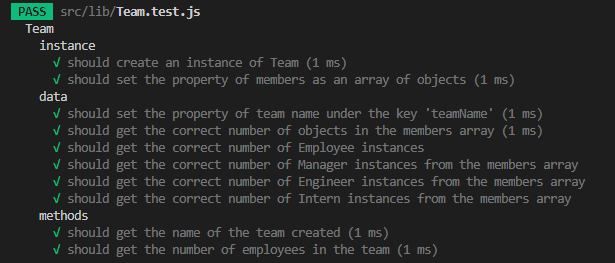 PASS src/lib/Team.test.js
Team
instance
√ should create an instance of Team (1 ms)
√ should set the property of members as an array of objects (1 ms)
data
√ should set the property of team name under the key 'teamName' (1 ms)
√ should get the correct number of objects in the members array (1 ms)
√ should get the correct number of Employee instances
√ should get the correct number of Manager instances from the members array
√ should get the correct number of Engineer instances from the members array
√ should get the correct number of Intern instances from the members array
methods
√ should get the name of the team created (1 ms)
√ should get the number of employees in the team (1 ms)